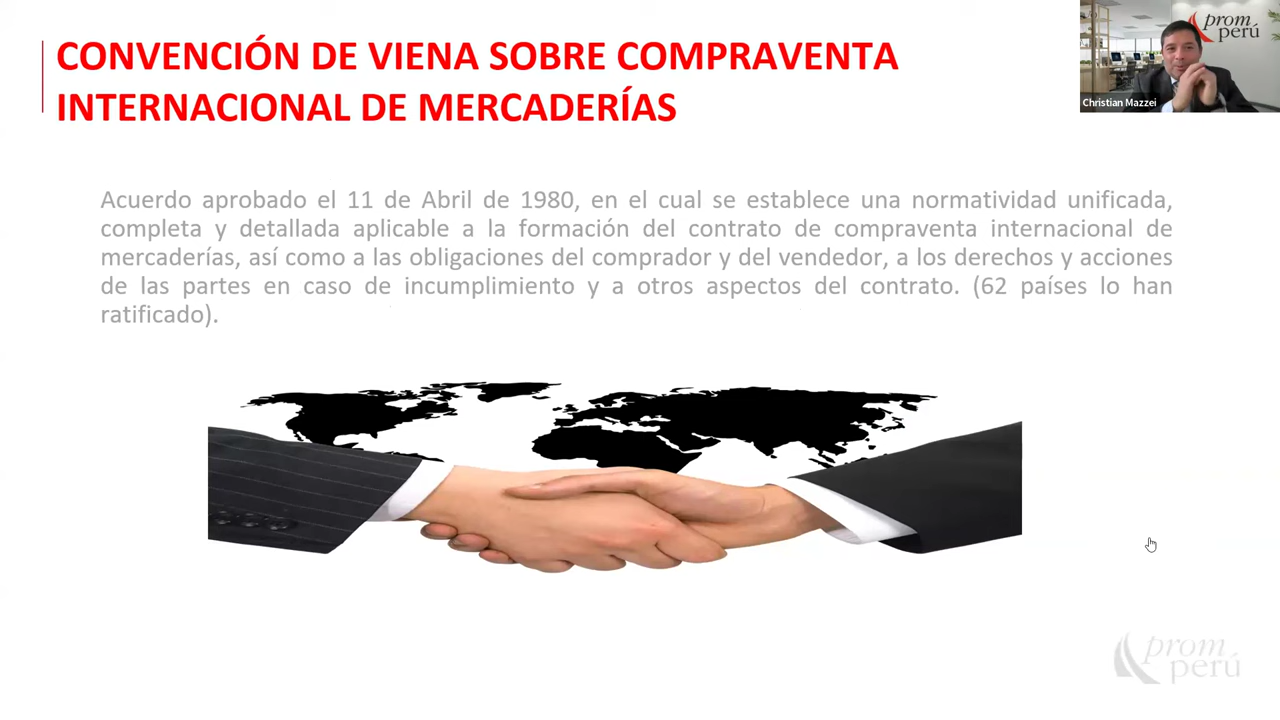 CONVENCIÓN DE VIENA SOBRE COMPRAVENTA
INTERNACIONAL DE MERCADERÍAS
prom
perú
Christian Mazzei
Acuerdo aprobado el 11 de Abril de 1980, en el cual se establece una normatividad unificada,
completa y detallada aplicable a la formación del contrato de compraventa internacional de
mercaderías, así como a las obligaciones del comprador y del vendedor, a los derechos y acciones
de las partes en caso de incumplimiento y a otros aspectos del contrato. (62 países lo han
ratificado).
prom
perú